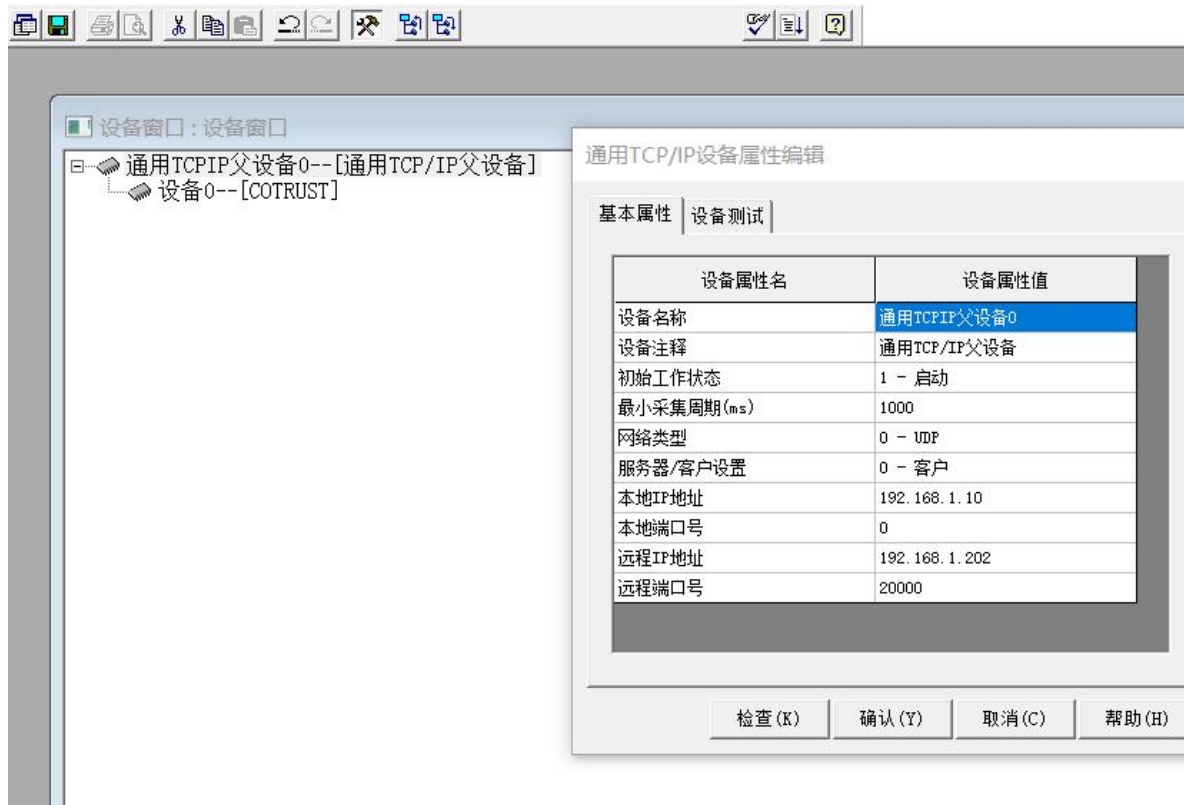 设备窗口 : 设备窗口
通用TCPIP父设备0--[通用TCP/IP父设备]
设备0--[COTRUST]
通用TCP/IP设备属性编辑
基本属性 设备测试
设备属性名 设备属性值
设备名称 通用TCPIP父设备0
设备注释 通用TCP/IP父设备
初始工作状态 1 - 启动
最小采集周期(ms) 1000
网络类型 0 - UDP
服务器/客户设置 0 - 客户
本地IP地址 192.168.1.10
本地端口号 0
远程IP地址 192.168.1.202
远程端口号 20000
检查(K) 确认(Y) 取消(C) 帮助(H)